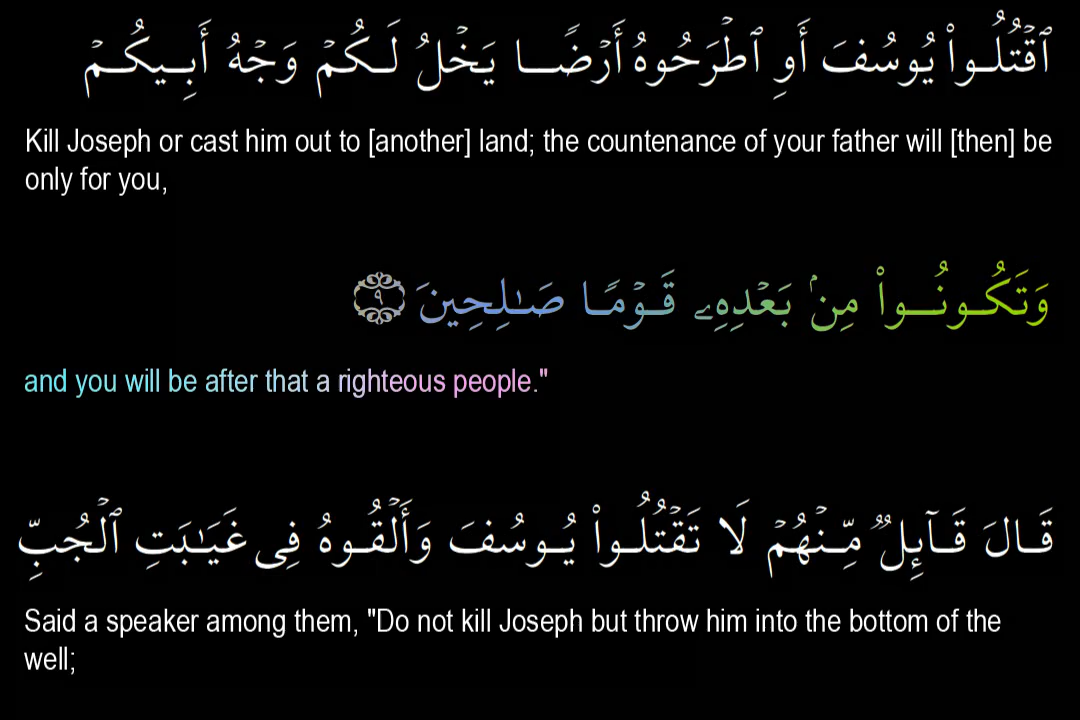 ٱقۡتُلُوا۟ يُوسُفَ أَوِ ٱطۡرَحُوهُ أَرۡضًا يَخۡلُ لَكُمۡ وَجۡهُ أَبِيكُمۡ
Kill Joseph or cast him out to [another] land; the countenance of your father will [then] be
only for you,
وَتَكُونُوا۟ مِنۢ بَعۡدِهِۦ قَوۡمًا صَـٰلِحِينَ ۝٩
and you will be after that a righteous people."
قَالَ قَاۤئِلࣱ مِّنۡهُمۡ لَا تَقۡتُلُوا۟ يُوسُفَ وَأَلۡقُوهُ فِی غَیَـٰبَتِ ٱلۡجُبِّ
Said a speaker among them, "Do not kill Joseph but throw him into the bottom of the
well;